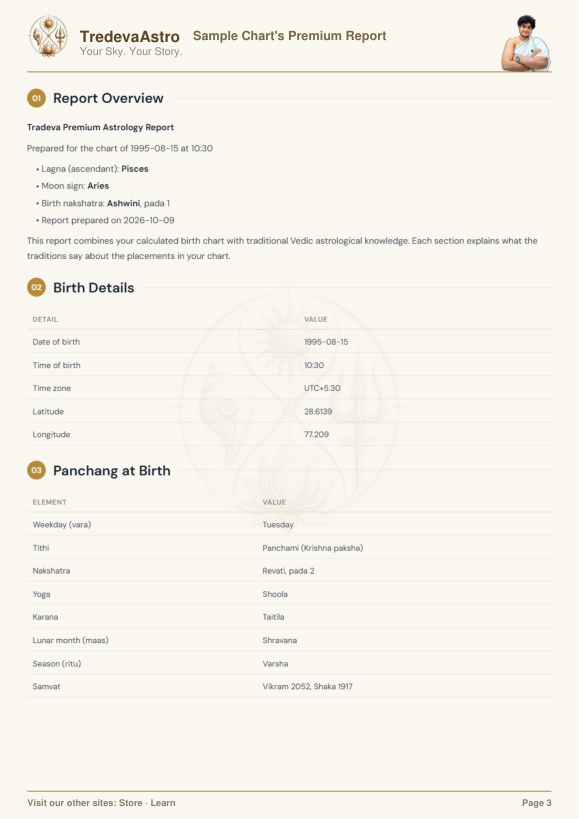 TredevaAstro Sample Chart's Premium Report
Your Sky. Your Story.
01 Report Overview
Tradeva Premium Astrology Report
Prepared for the chart of 1995-08-15 at 10:30
• Lagna (ascendant): Pisces
• Moon sign: Aries
• Birth nakshatra: Ashwini, pada 1
• Report prepared on 2026-10-09
This report combines your calculated birth chart with traditional Vedic astrological knowledge. Each section explains what the
traditions say about the placements in your chart.
02 Birth Details
DETAIL VALUE
Date of birth 1995-08-15
Time of birth 10:30
Time zone UTC+5:30
Latitude 28.6139
Longitude 77.209
03 Panchang at Birth
ELEMENT VALUE
Weekday (vara) Tuesday
Tithi Panchami (Krishna paksha)
Nakshatra Revati, pada 2
Yoga Shoola
Karana Taitila
Lunar month (maas) Shravana
Season (ritu) Varsha
Samvat Vikram 2052, Shaka 1917
Visit our other sites: Store · Learn Page 3